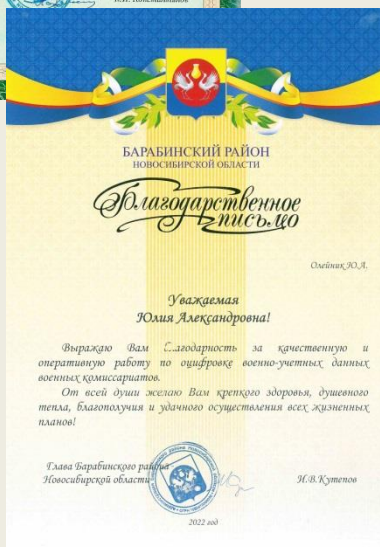 БАРАБИНСКИЙ РАЙОН
НОВОСИБИРСКОЙ ОБЛАСТИ
Благодарственное
письмо
Олейник Ю.А.
Уважаемая
Юлия Александровна!
Выражаю Вам благодарность за качественную и
оперативную работу по оцифровке военно-учетных данных
военных комиссариатов.
От всей души желаю Вам крепкого здоровья, душевного
тепла, благополучия и удачного осуществления всех жизненных
планов!
Глава Барабинского района
Новосибирской области
И.В.Кутепов
2022 год